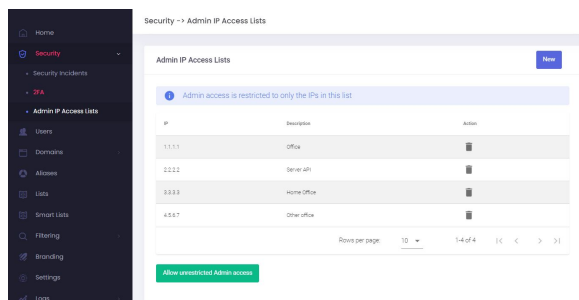 Security -> Admin IP Access Lists
Home
Security
Security Incidents
2FA
Admin IP Access Lists
Users
Domains
Aliases
Lists
Smart Lists
Filtering
Branding
Settings
Logs
Admin IP Access Lists
New
Admin access is restricted to only the IPs in this list
IP Description Action
1.1.1.1 Office
2.2.2.2 Server API
3.3.3.3 Home Office
4.5.6.7 Other office
Rows per page: 10 1-4 of 4
Allow unrestricted Admin access